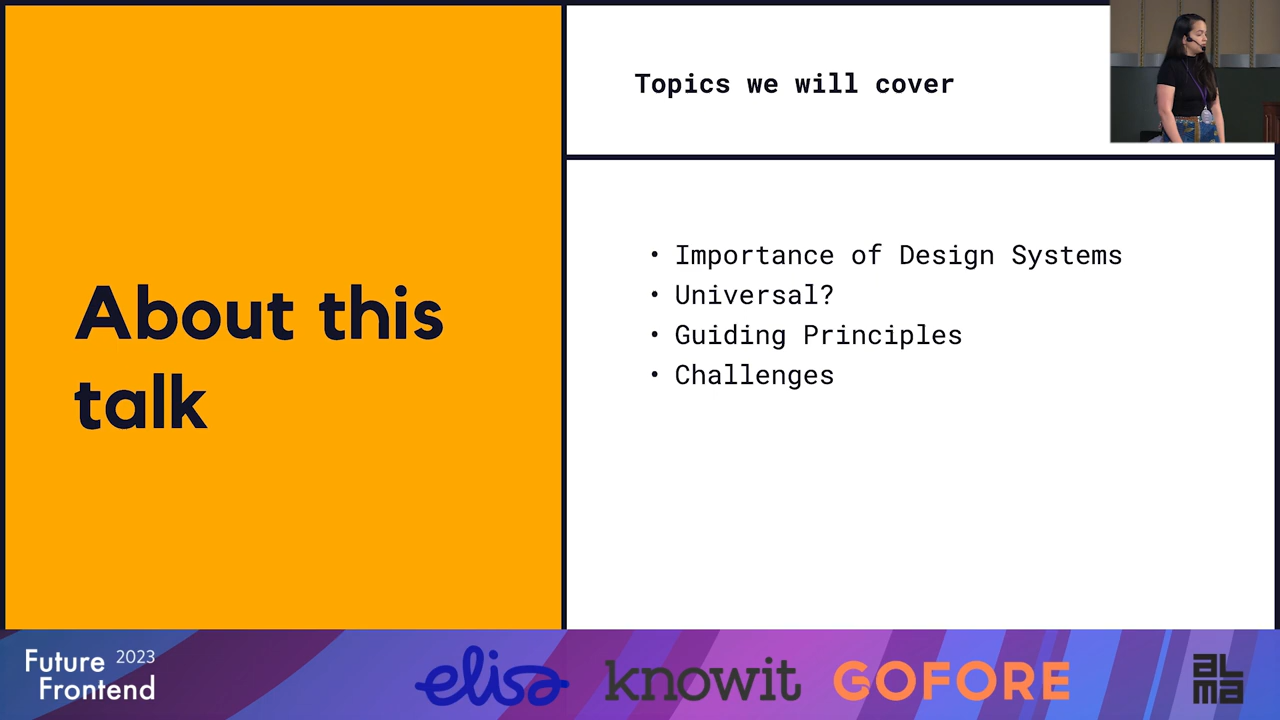 About this
talk
Topics we will cover
• Importance of Design Systems
• Universal?
• Guiding Principles
• Challenges
Future 2023
Frontend
elisa
knowit
GOFORE
aLma